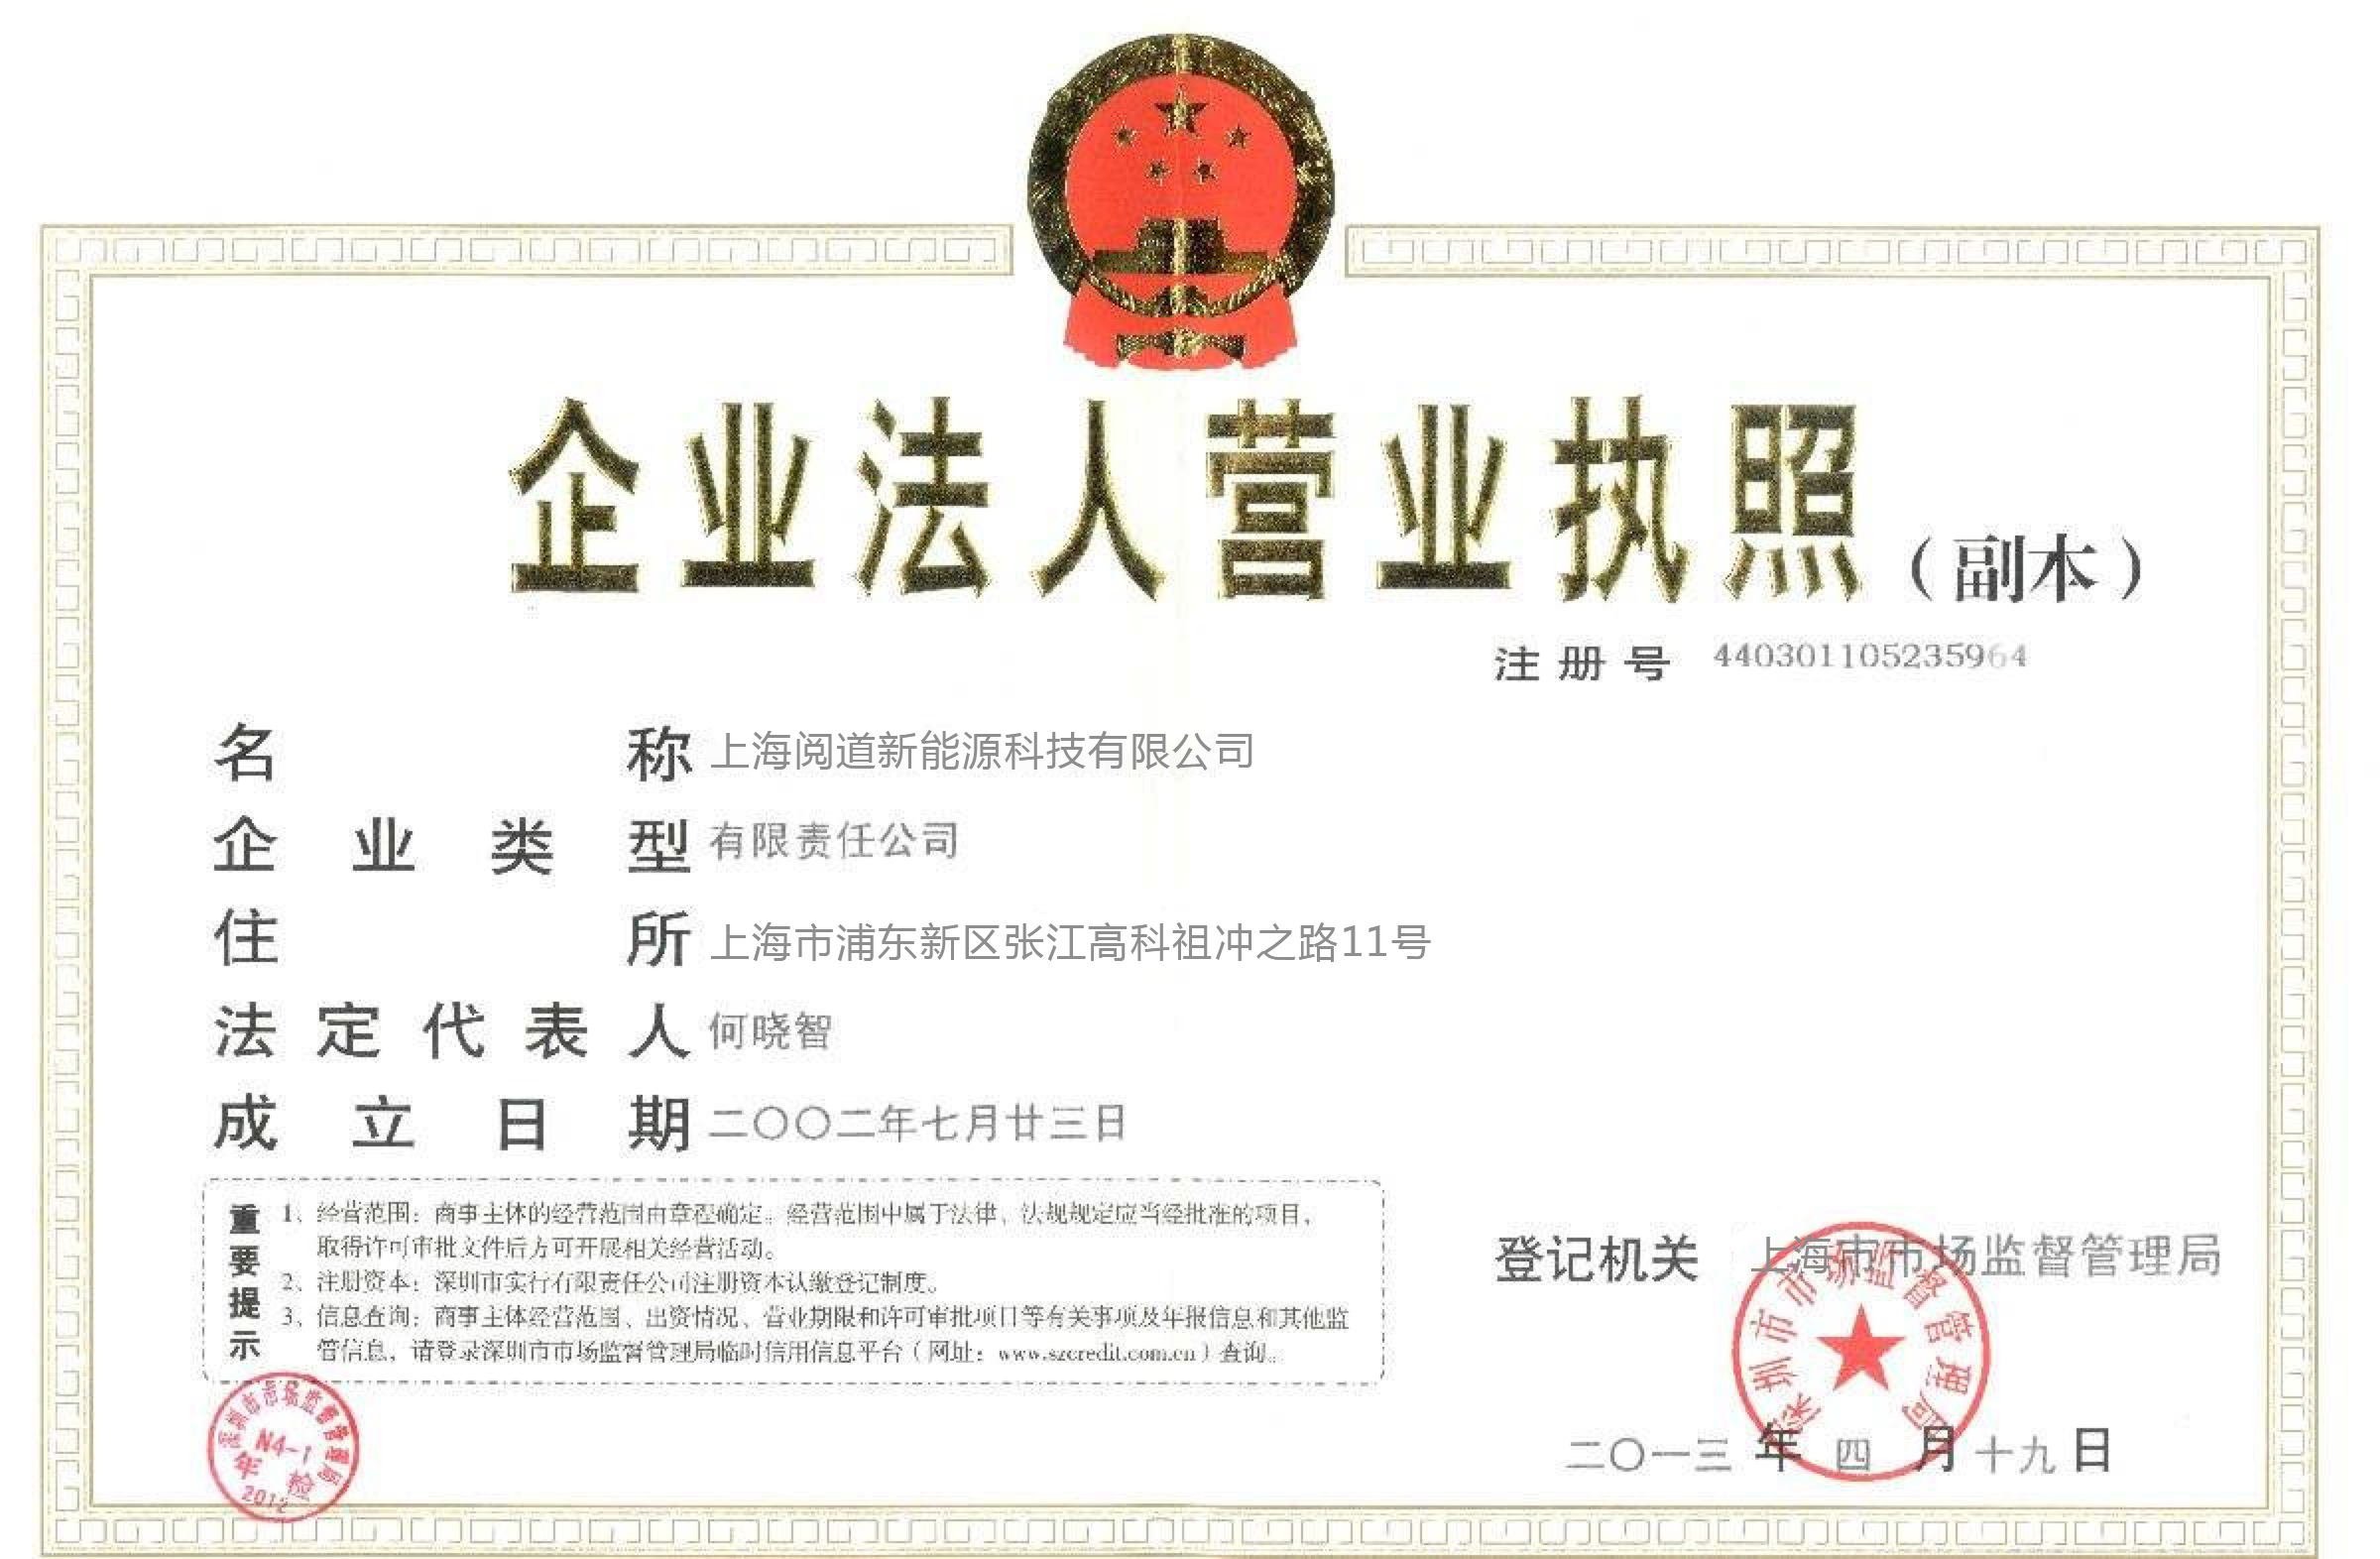 企业法人营业执照（副本）
注册号 440301105235964
名称 上海阅道新能源科技有限公司
企业类型 有限责任公司
住所 上海市浦东新区张江高科祖冲之路11号
法定代表人 何晓智
成立日期 二〇〇二年七月廿三日
重要提示
1、经营范围：商事主体的经营范围由章程确定。经营范围中属于法律、法规规定应当经批准的项目，
取得许可审批文件后方可开展相关经营活动。
2、注册资本：深圳市实行有限责任公司注册资本认缴登记制度。
3、信息查询：商事主体经营范围、出资情况、营业期限和许可审批项目等有关事项及年报信息和其他监
管信息，请登录深圳市市场监督管理局临时信用信息平台（网址：www.szcredit.com.cn）查询。
登记机关 上海市市场监督管理局
深圳市市场监督管理局
二〇一三年四月十九日
深圳市市场监督管理局
N4-1
年检
2012